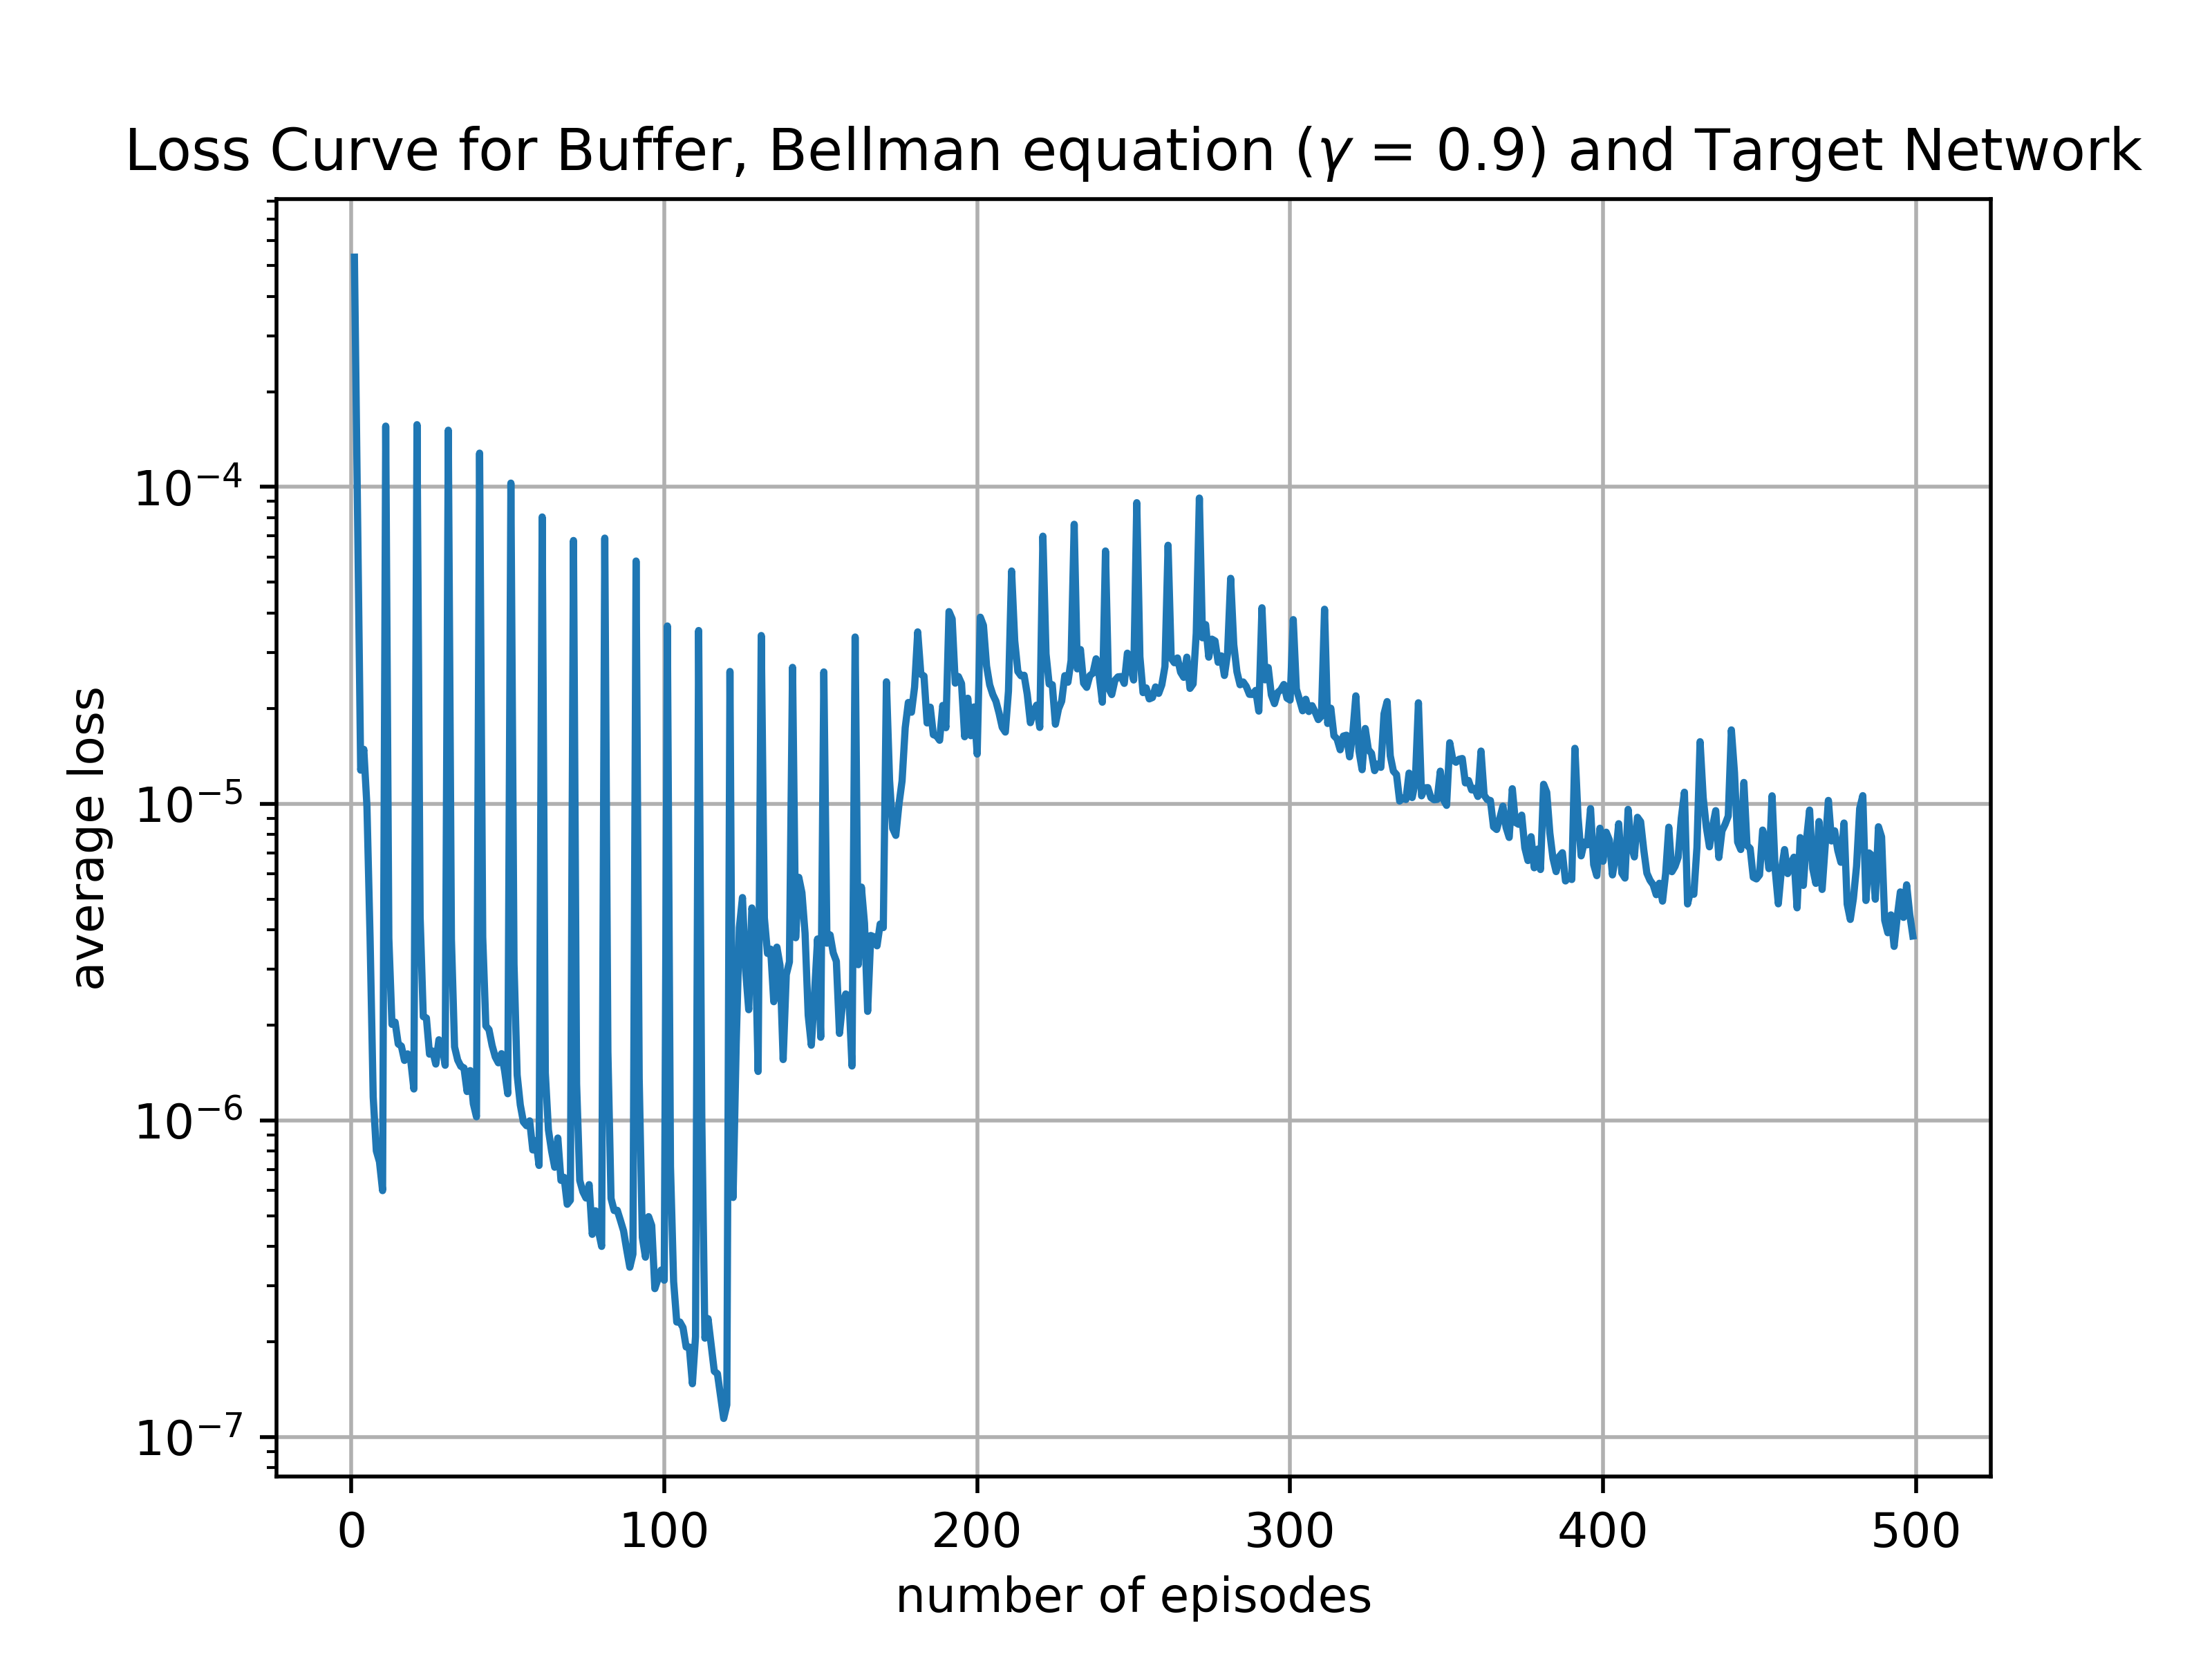 Loss Curve for Buffer, Bellman equation (γ = 0.9) and Target Network
average loss
10⁻⁴
10⁻⁵
10⁻⁶
10⁻⁷
0 100 200 300 400 500
number of episodes